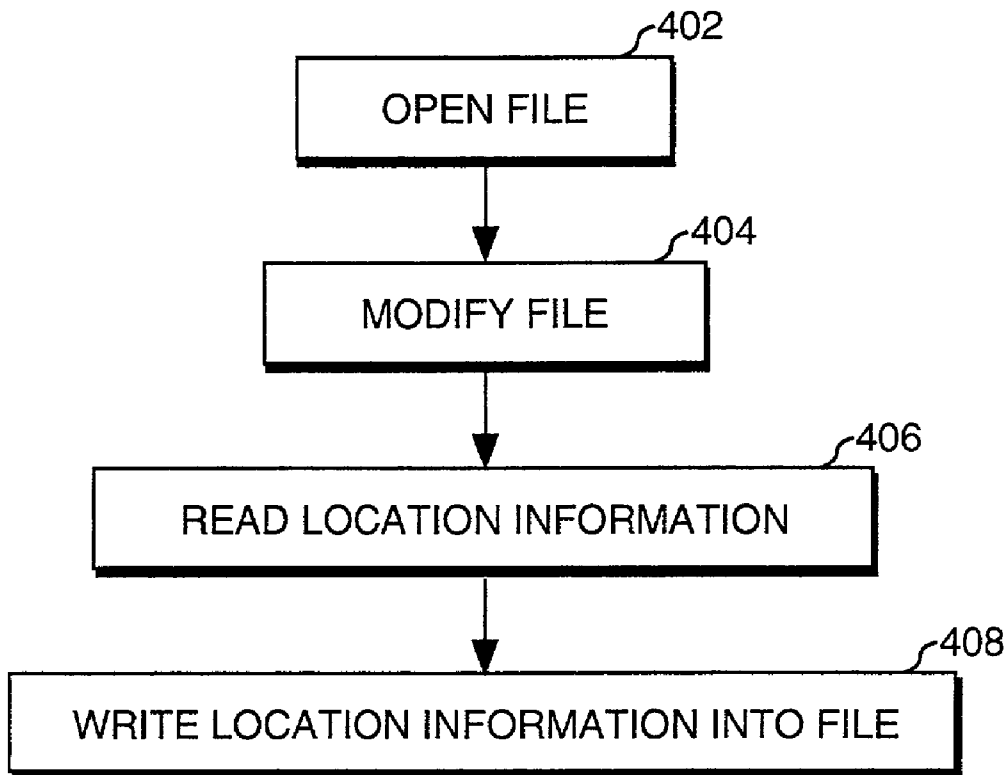 402
OPEN FILE
404
MODIFY FILE
406
READ LOCATION INFORMATION
408
WRITE LOCATION INFORMATION INTO FILE